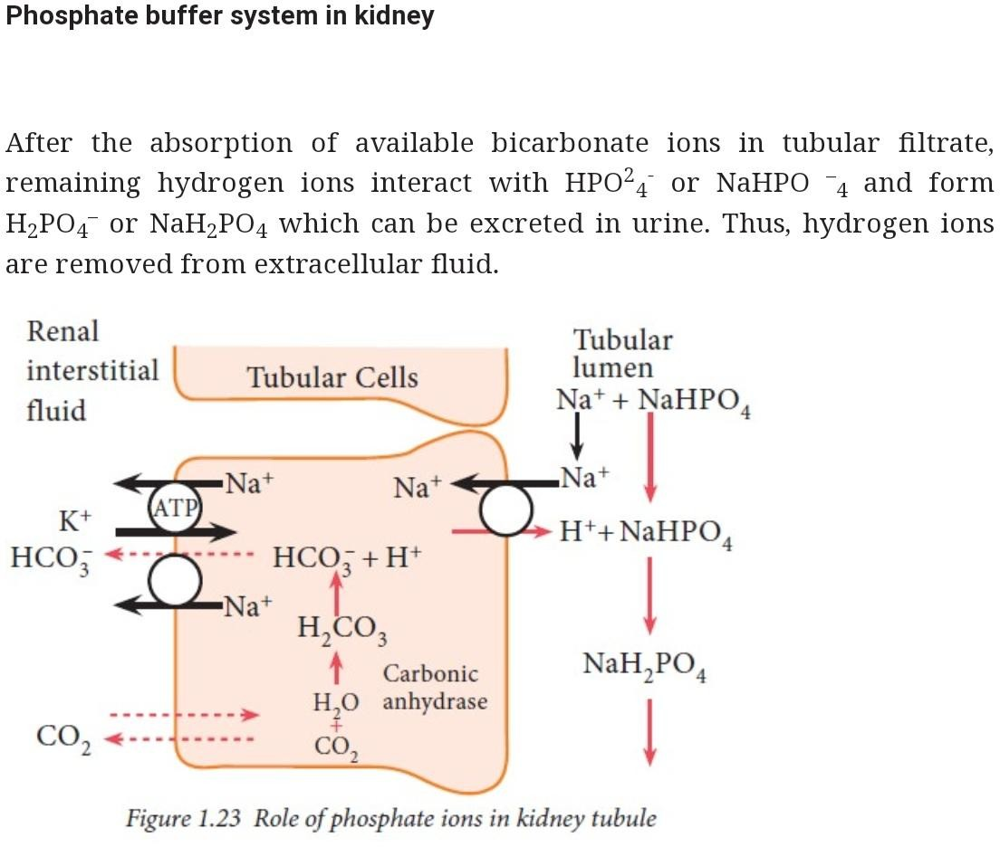 Phosphate buffer system in kidney
After the absorption of available bicarbonate ions in tubular filtrate,
remaining hydrogen ions interact with HPO²₄⁻ or NaHPO ⁻₄ and form
H₂PO₄⁻ or NaH₂PO₄ which can be excreted in urine. Thus, hydrogen ions
are removed from extracellular fluid.
Renal
interstitial
fluid
Tubular Cells
Tubular
lumen
Na⁺ + NaHPO₄
Na⁺
Na⁺
Na⁺
ATP
K⁺
H⁺+ NaHPO₄
HCO₃⁻
HCO₃⁻ + H⁺
Na⁺
H₂CO₃
NaH₂PO₄
Carbonic
anhydrase
H₂O
+
CO₂
CO₂
Figure 1.23 Role of phosphate ions in kidney tubule